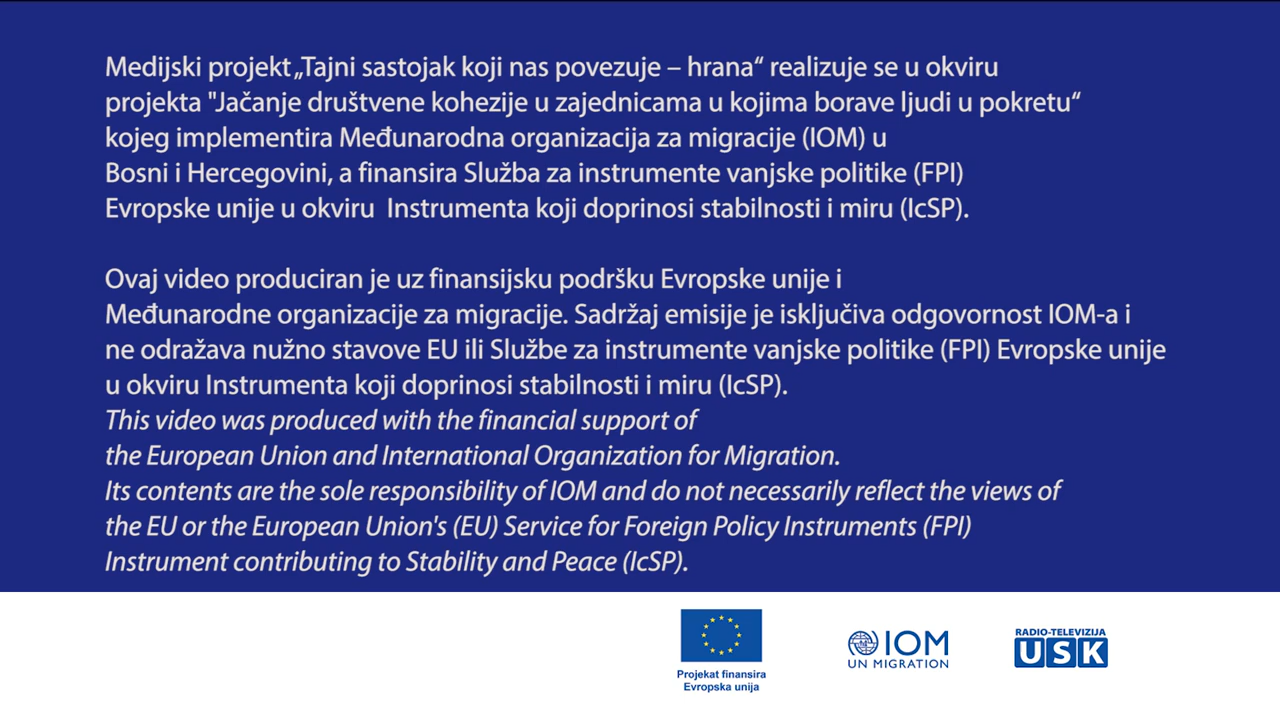 Medijski projekt „Tajni sastojak koji nas povezuje – hrana“ realizuje se u okviru
projekta "Jačanje društvene kohezije u zajednicama u kojima borave ljudi u pokretu“
kojeg implementira Međunarodna organizacija za migracije (IOM) u
Bosni i Hercegovini, a finansira Služba za instrumente vanjske politike (FPI)
Evropske unije u okviru  Instrumenta koji doprinosi stabilnosti i miru (IcSP).
Ovaj video produciran je uz finansijsku podršku Evropske unije i
Međunarodne organizacije za migracije. Sadržaj emisije je isključiva odgovornost IOM-a i
ne odražava nužno stavove EU ili Službe za instrumente vanjske politike (FPI) Evropske unije
u okviru Instrumenta koji doprinosi stabilnosti i miru (IcSP).
This video was produced with the financial support of
the European Union and International Organization for Migration.
Its contents are the sole responsibility of IOM and do not necessarily reflect the views of
the EU or the European Union's (EU) Service for Foreign Policy Instruments (FPI)
Instrument contributing to Stability and Peace (IcSP).
Projekat finansira
Evropska unija
IOM
UN MIGRATION
RADIO-TELEVIZIJA
USK